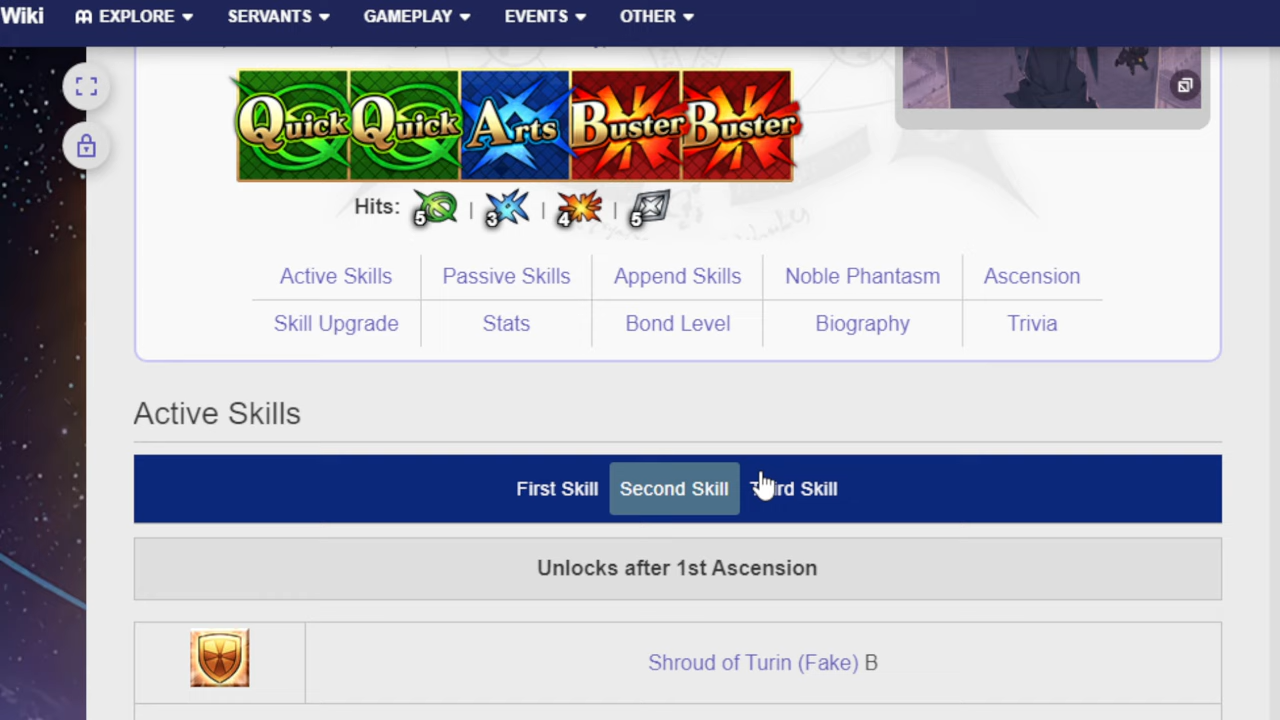 Wiki EXPLORE SERVANTS GAMEPLAY EVENTS OTHER
Quick Quick Arts Buster Buster
Hits: 5 | 3 | 4 | 5
Active Skills Passive Skills Append Skills Noble Phantasm Ascension
Skill Upgrade Stats Bond Level Biography Trivia
Active Skills
First Skill Second Skill Third Skill
Unlocks after 1st Ascension
Shroud of Turin (Fake) B